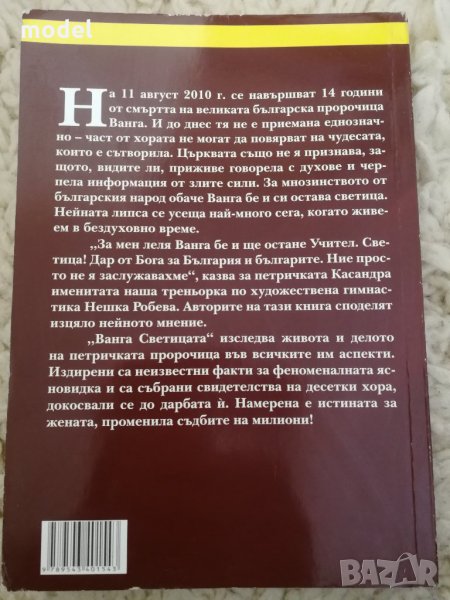 model
На 11 август 2010 г. се навършват 14 години
от смъртта на великата българска пророчица
Ванга. И до днес тя не е приемана еднознач-
но – част от хората не могат да повярват на чудесата,
които е сътворила. Църквата също не я признава, за-
щото, видите ли, приживе говорела с духове и чер-
пела информация от злите сили. За мнозинството от
българския народ обаче Ванга бе и си остава светица.
Нейната липса се усеща най-много сега, когато живе-
ем в бездуховно време.
„За мен леля Ванга бе и ще остане Учител. Све-
тица! Дар от Бога за България и българите. Ние прос-
то не я заслужавахме“, казва за петричката Касандра
именитата наша треньорка по художествена гимнас-
тика Нешка Робева. Авторите на тази книга споделят
изцяло нейното мнение.
„Ванга Светицата“ изследва живота и делото
на петричката пророчица във всичките им аспекти.
Издирени са неизвестни факти за феноменалната яс-
новидка и са събрани свидетелства на десетки хора,
докосвали се до дарбата ѝ. Намерена е истината за
жената, променила съдбите на милиони!
9 789543 401543
BAZAR